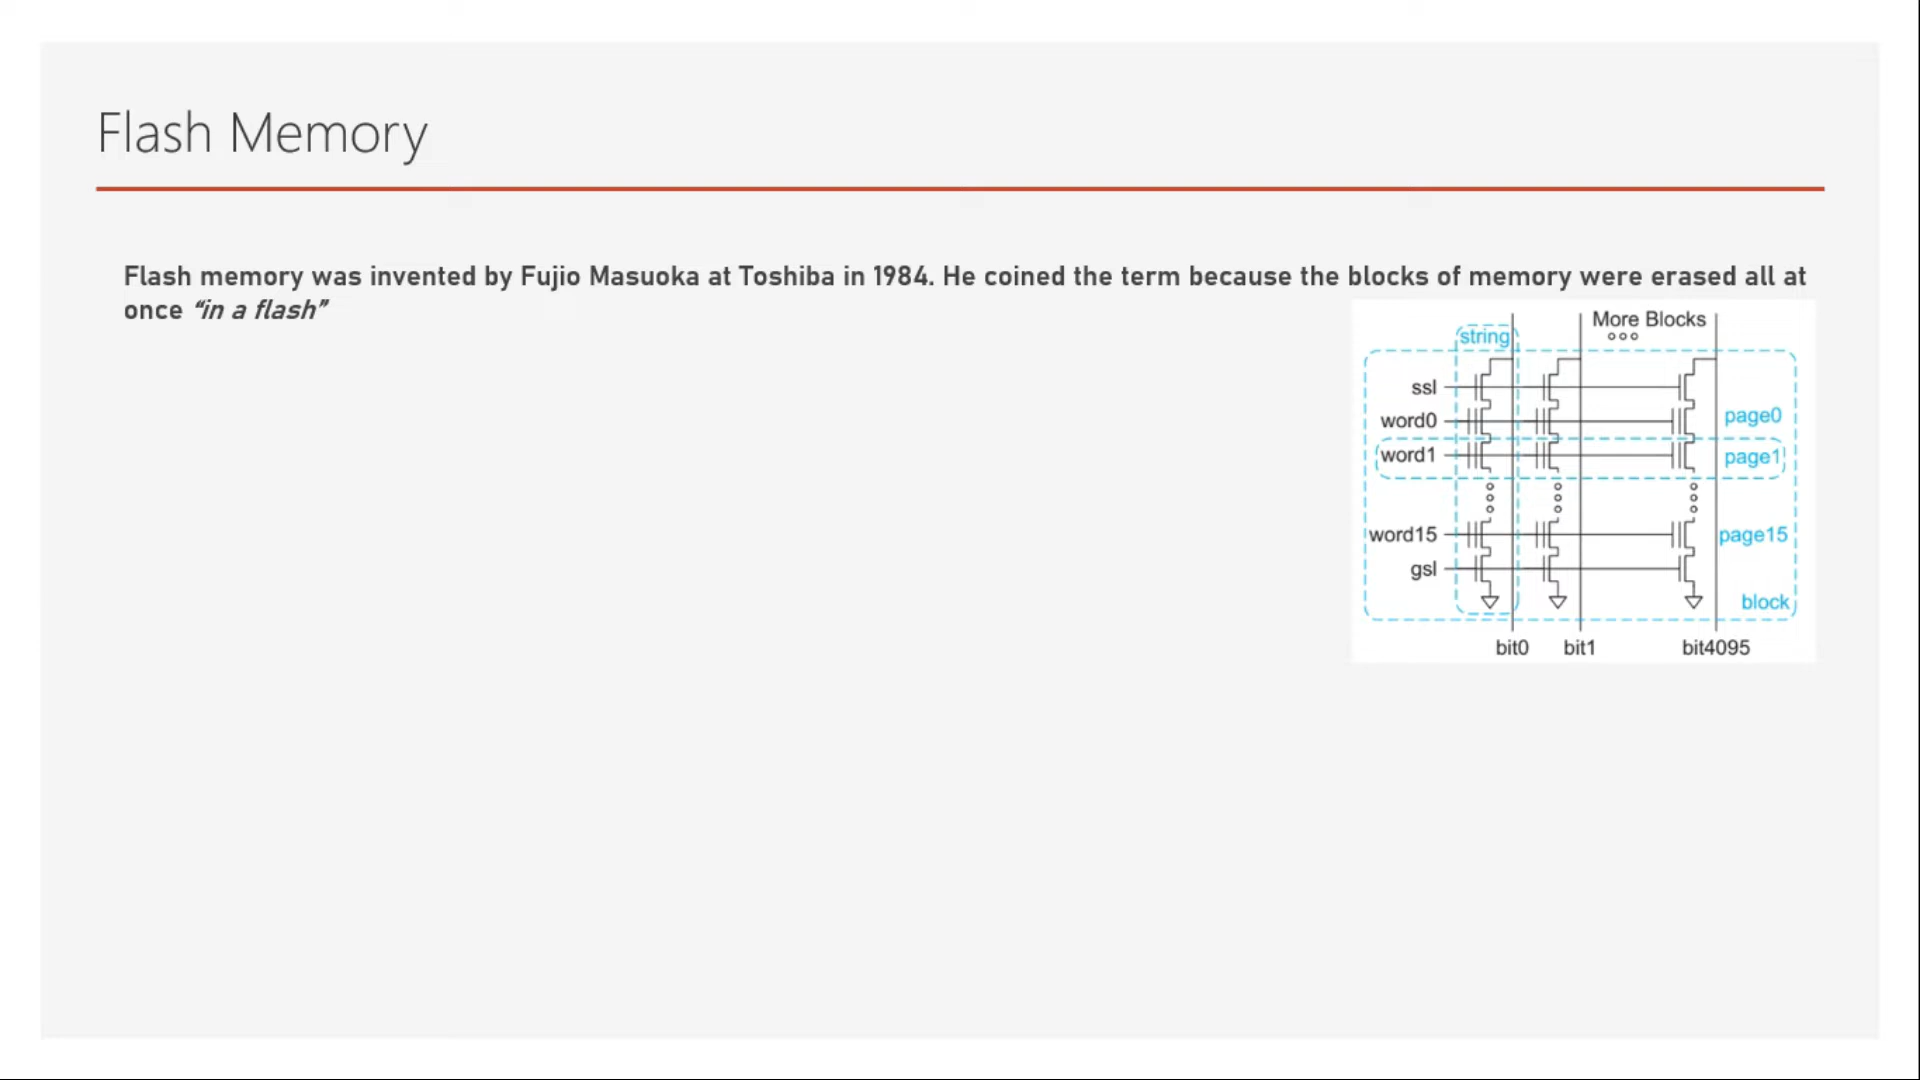 Flash Memory
Flash memory was invented by Fujio Masuoka at Toshiba in 1984. He coined the term because the blocks of memory were erased all at
once “in a flash”
More Blocks
string
ssl
word0
page0
word1
page1
word15
page15
gsl
block
bit0
bit1
bit4095